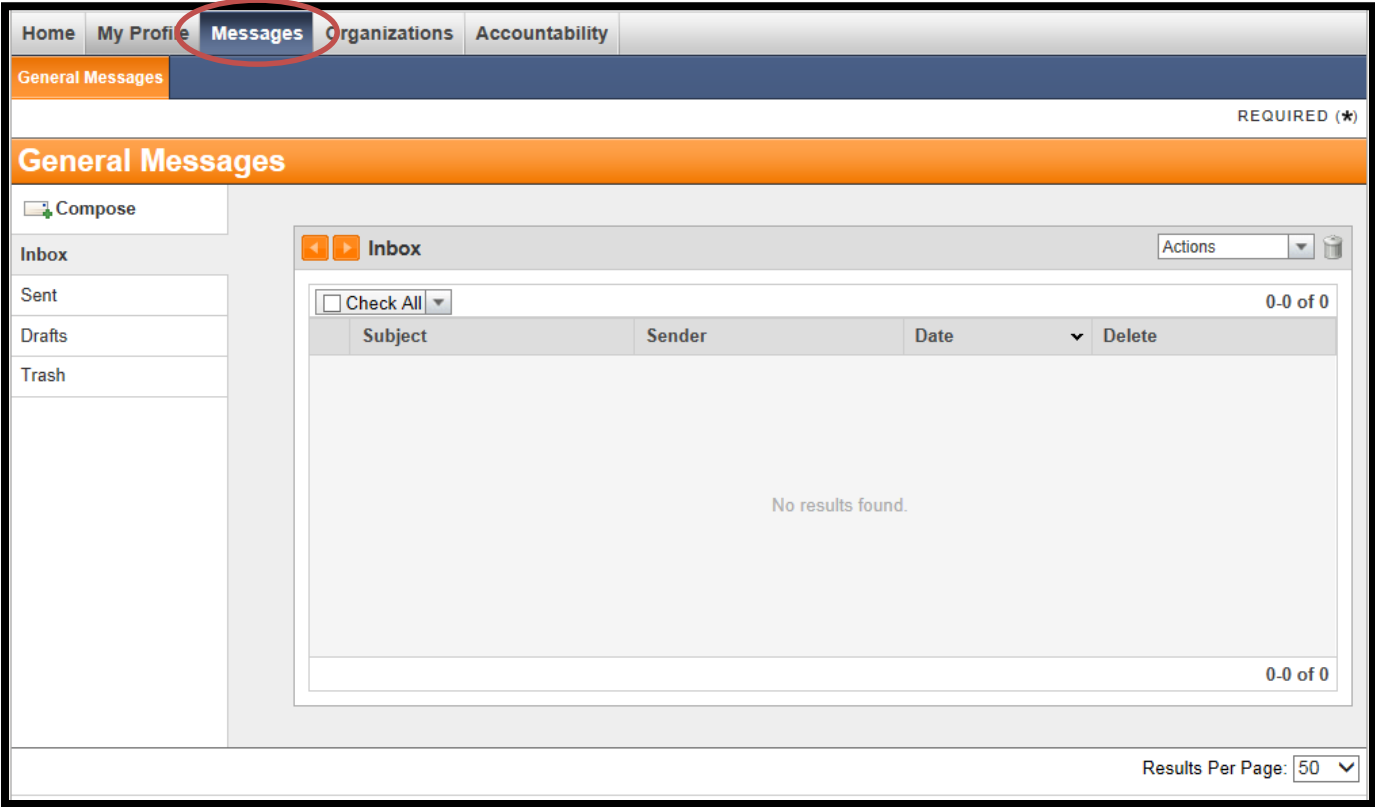 Home My Profile Messages Organizations Accountability
General Messages
REQUIRED (*)
General Messages
Compose
Inbox
Sent
Drafts
Trash
Inbox Actions
Check All 0-0 of 0
Subject Sender Date Delete
No results found.
0-0 of 0
Results Per Page: 50